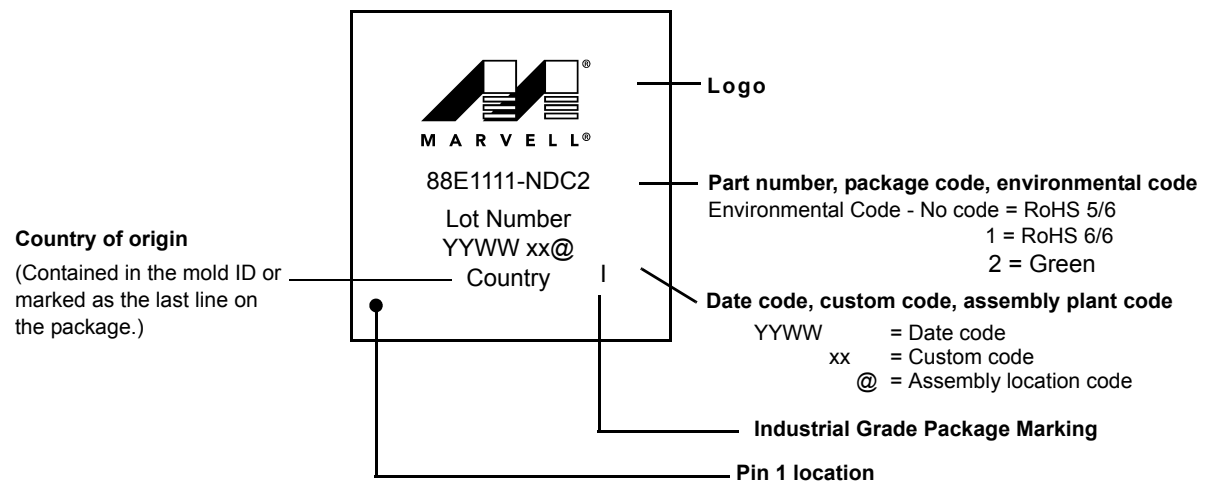 ®
MARVELL®
88E1111-NDC2
Lot Number
YYWW xx@
Country I
Logo
Part number, package code, environmental code
Environmental Code - No code = RoHS 5/6
1 = RoHS 6/6
2 = Green
Country of origin
(Contained in the mold ID or
marked as the last line on
the package.)
Date code, custom code, assembly plant code
YYWW = Date code
xx = Custom code
@ = Assembly location code
Industrial Grade Package Marking
Pin 1 location